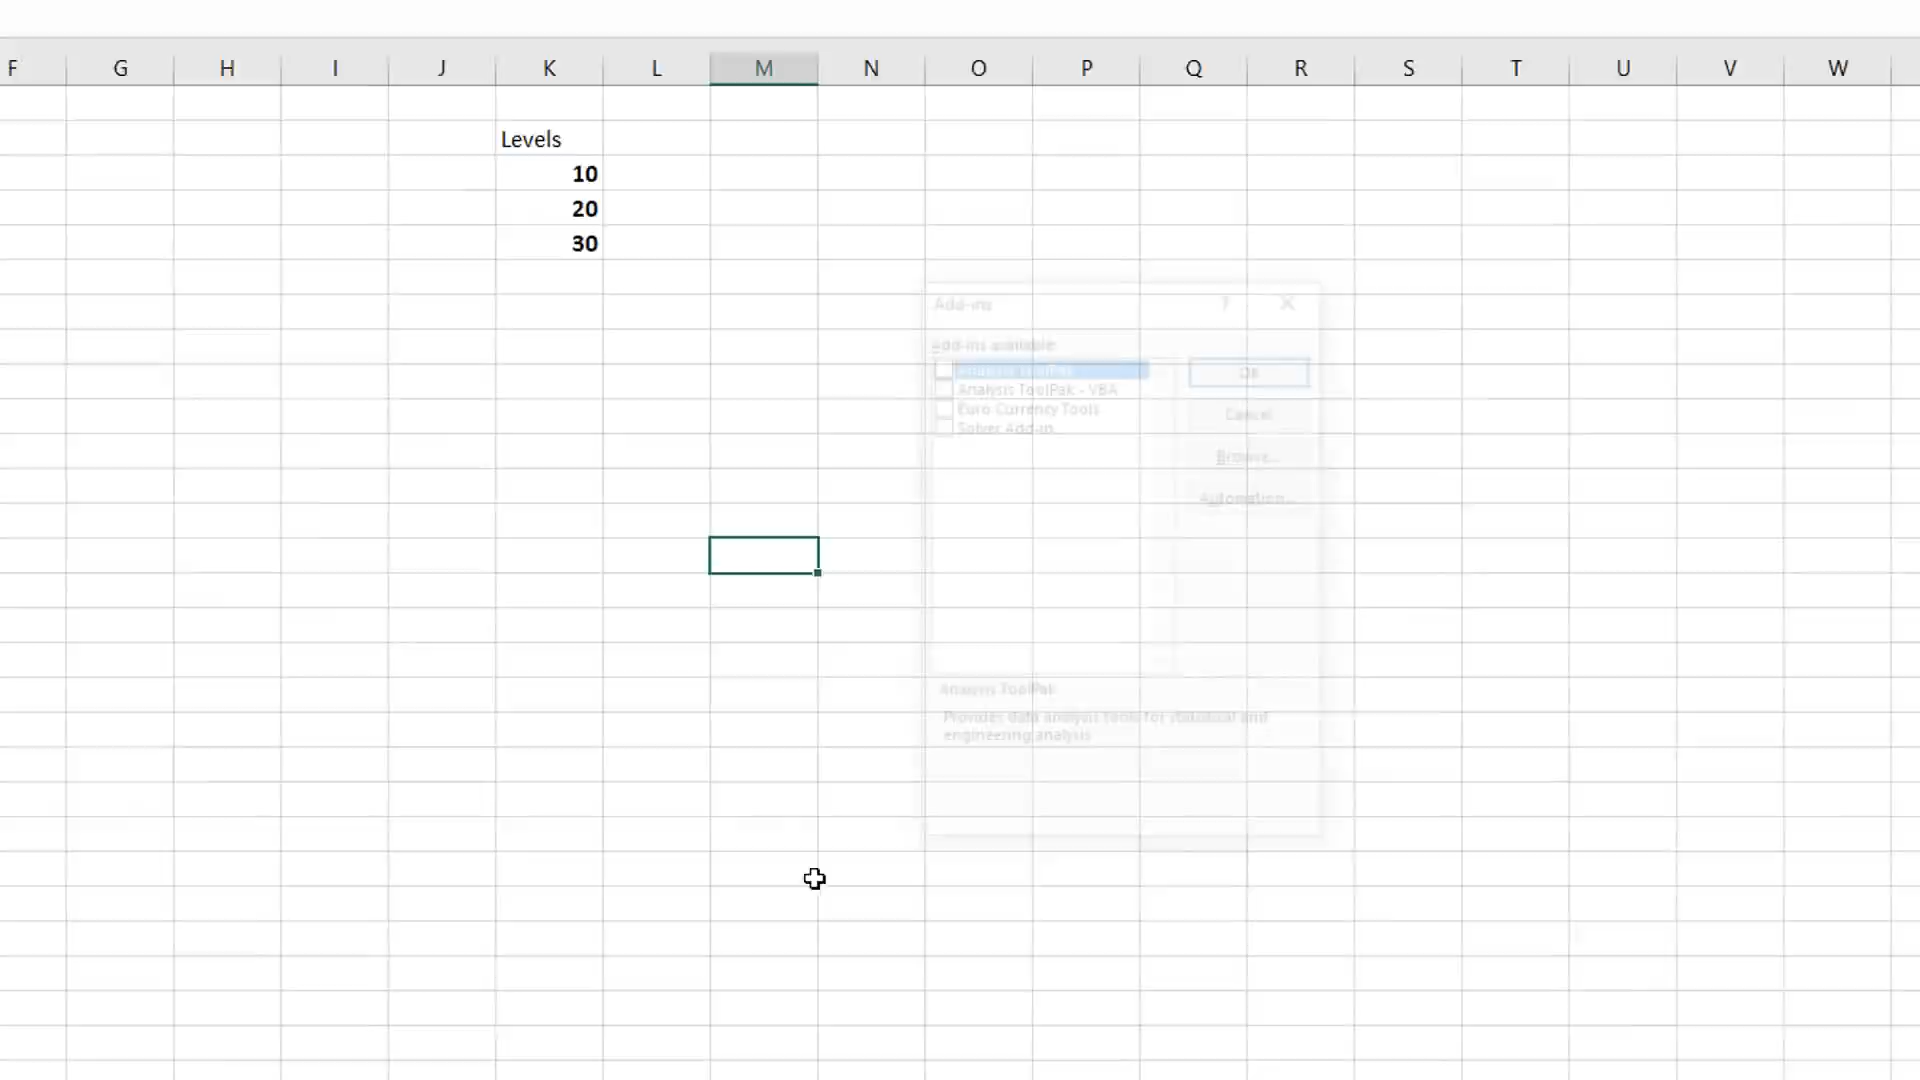 F G H I J K L M N O P Q R S T U V W
Levels
10
20
30
Add-ins ? X
Add-ins available:
Analysis ToolPak OK
Analysis ToolPak - VBA
Euro Currency Tools
Solver Add-in
Cancel
Browse...
Automation...
Analysis ToolPak
Provides data analysis tools for statistical and
engineering analysis